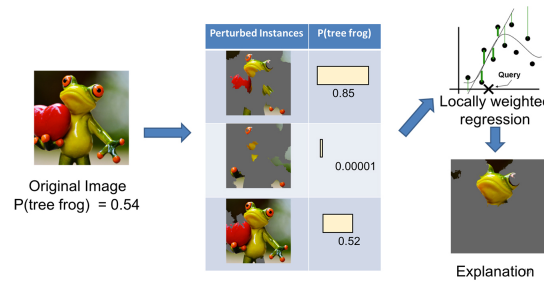 Original Image
P(tree frog) = 0.54
Perturbed Instances
P(tree frog)
0.85
0.00001
0.52
Query
Locally weighted
regression
Explanation